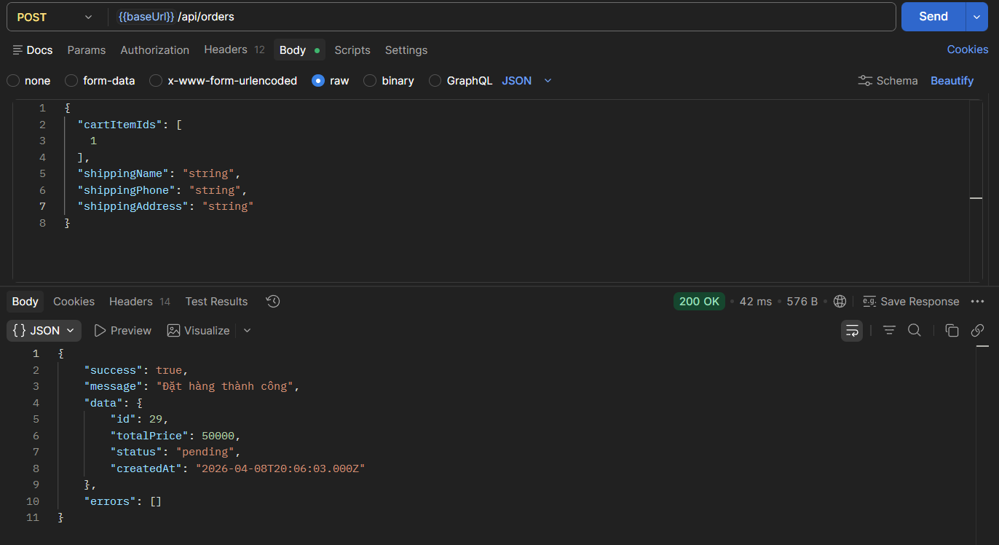 POST {{baseUrl}} /api/orders Send
Docs Params Authorization Headers 12 Body Scripts Settings Cookies
none form-data x-www-form-urlencoded raw binary GraphQL JSON Schema Beautify
1 {
2 "cartItemIds": [
3 1
4 ],
5 "shippingName": "string",
6 "shippingPhone": "string",
7 "shippingAddress": "string"
8 }
Body Cookies Headers 14 Test Results 200 OK • 42 ms • 576 B • e.g. Save Response
{} JSON Preview Visualize
1 {
2 "success": true,
3 "message": "Đặt hàng thành công",
4 "data": {
5 "id": 29,
6 "totalPrice": 50000,
7 "status": "pending",
8 "createdAt": "2026-04-08T20:06:03.000Z"
9 },
10 "errors": []
11 }